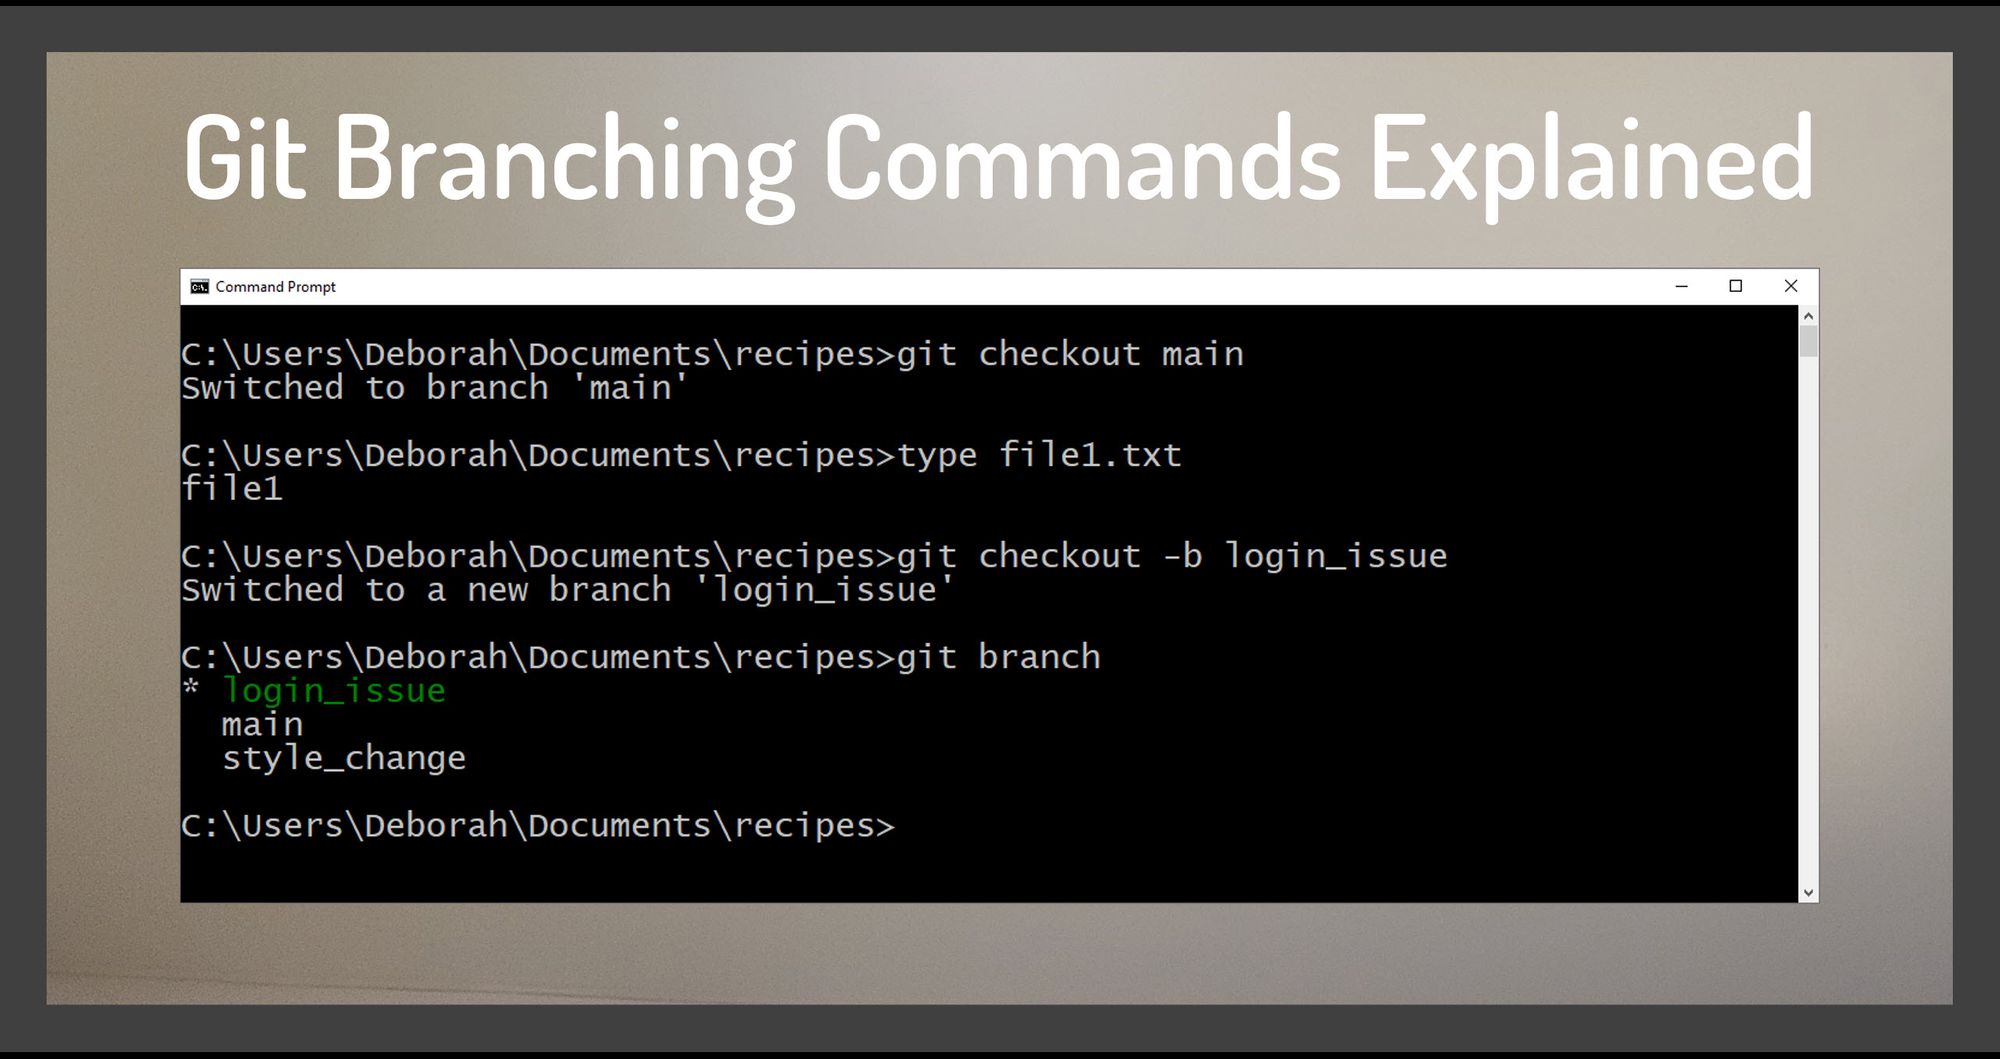 Git Branching Commands Explained
Command Prompt
C:\Users\Deborah\Documents\recipes>git checkout main
Switched to branch 'main'
C:\Users\Deborah\Documents\recipes>type file1.txt
file1
C:\Users\Deborah\Documents\recipes>git checkout -b login_issue
Switched to a new branch 'login_issue'
C:\Users\Deborah\Documents\recipes>git branch
* login_issue
  main
  style_change
C:\Users\Deborah\Documents\recipes>